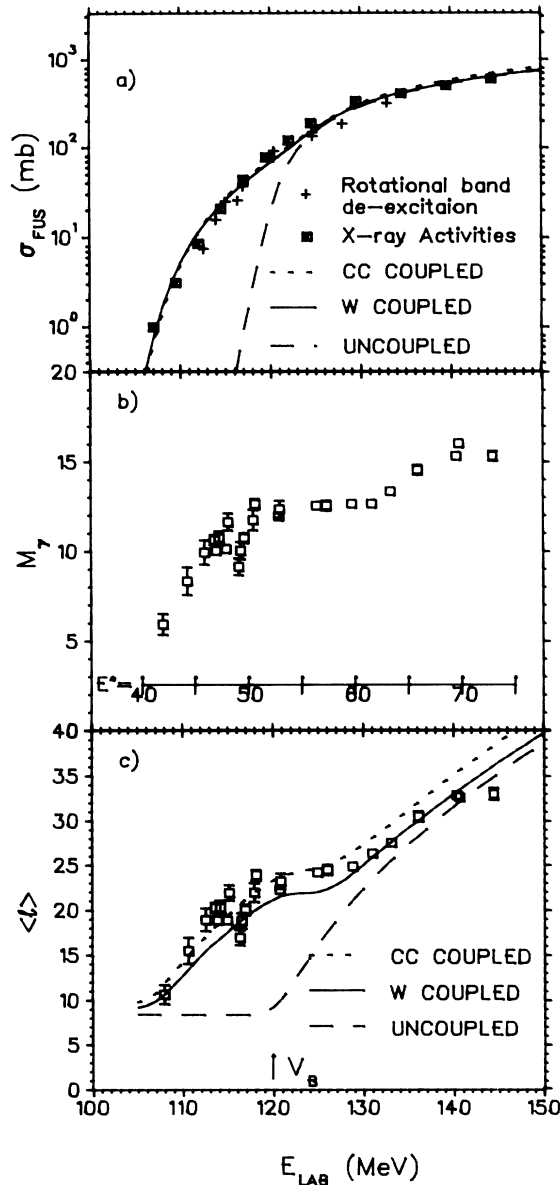 10³
a)
10²
σ_FUS (mb)
+ Rotational band
de-excitaion
X-ray Activities
10¹
CC COUPLED
W COUPLED
10⁰
UNCOUPLED
20
b)
15
M_γ
10
5
E*=
40 50 60 70
40
c)
35
30
25
<ℓ>
20
15
CC COUPLED
10
W COUPLED
UNCOUPLED
5
V_B
0
100 110 120 130 140 150
E_LAB (MeV)